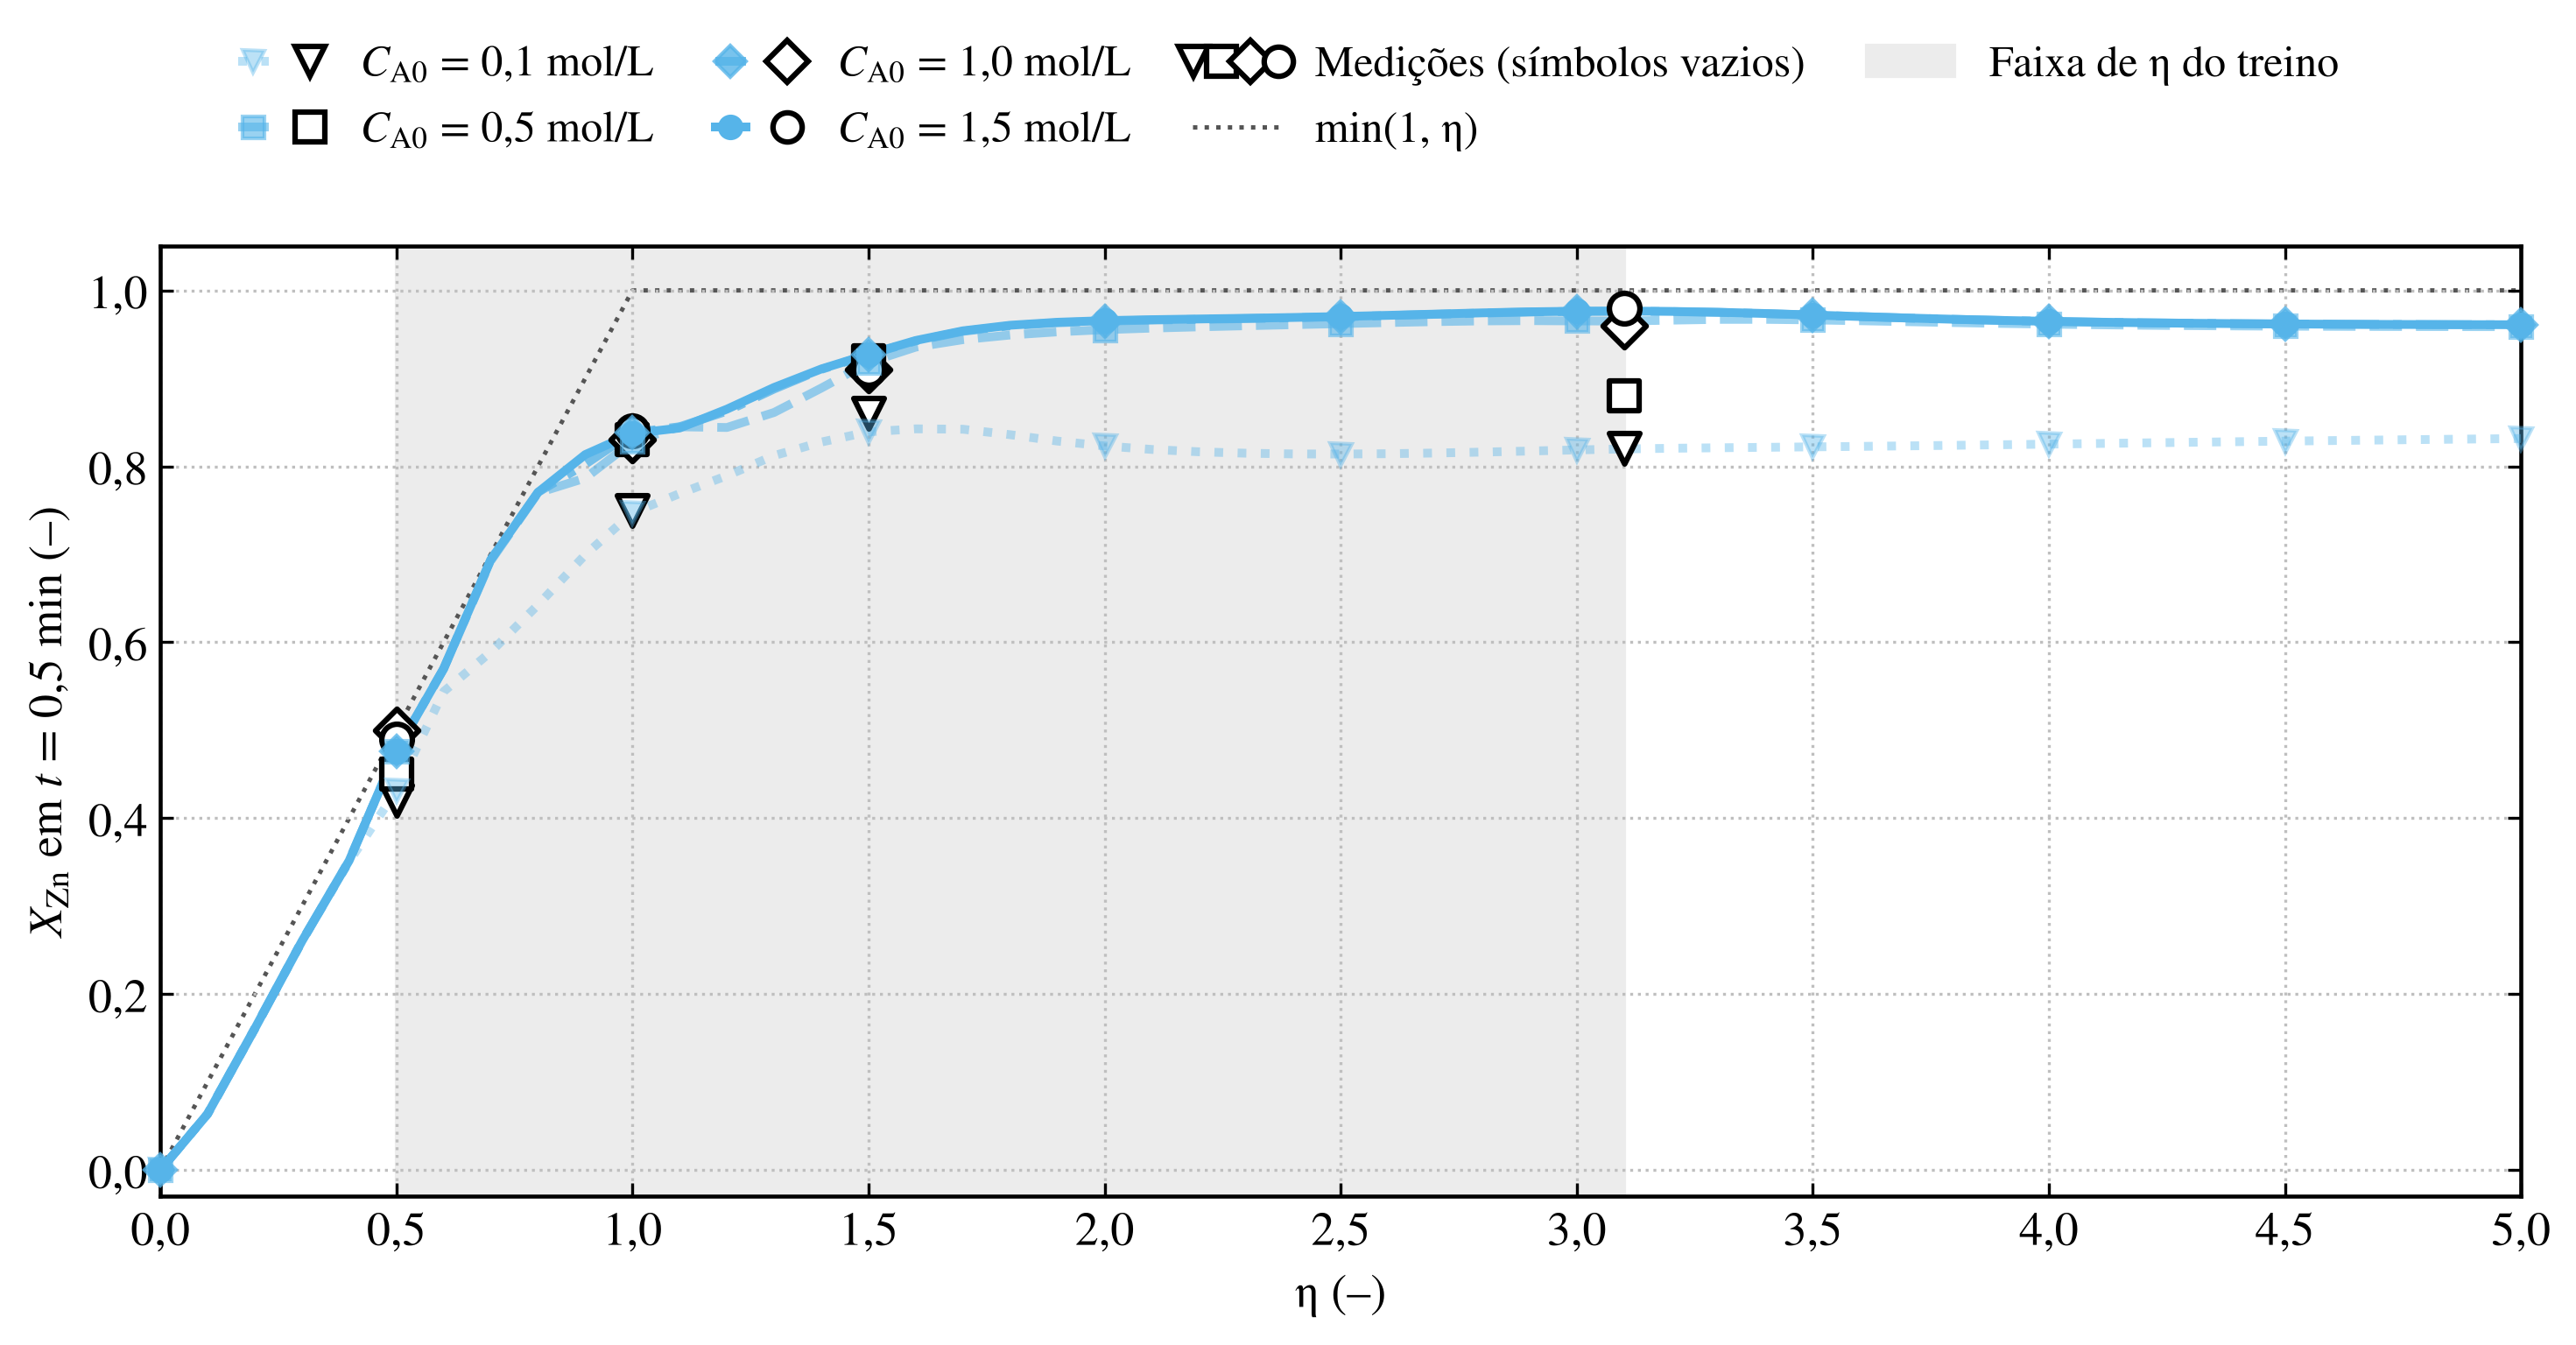 C_A0 = 0,1 mol/L
C_A0 = 1,0 mol/L
Medições (símbolos vazios)
Faixa de η do treino
C_A0 = 0,5 mol/L
C_A0 = 1,5 mol/L
min(1, η)
X_Zn em t = 0,5 min (−)
1,0
0,8
0,6
0,4
0,2
0,0
0,0 0,5 1,0 1,5 2,0 2,5 3,0 3,5 4,0 4,5 5,0
η (−)